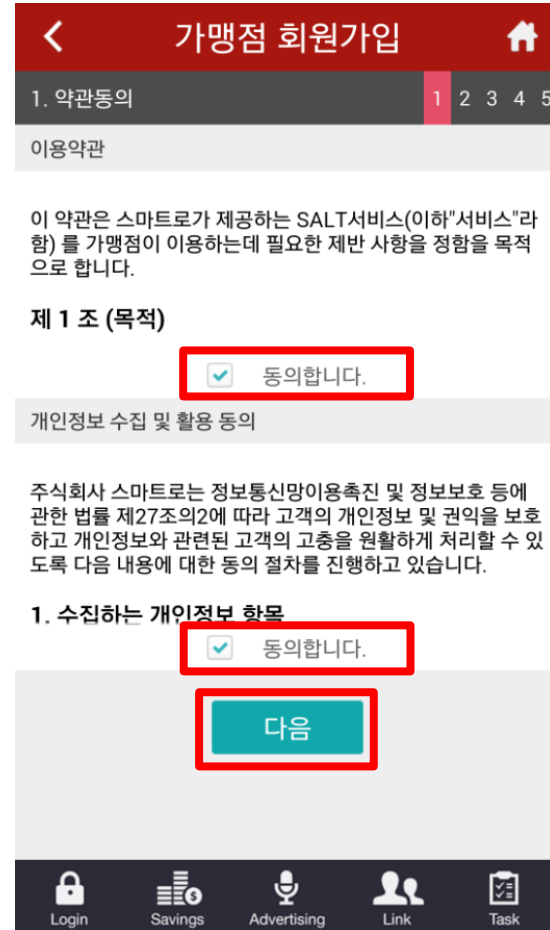 가맹점 회원가입
1. 약관동의 1 2 3 4 5
이용약관
이 약관은 스마트로가 제공하는 SALT서비스(이하"서비스"라
함) 를 가맹점이 이용하는데 필요한 제반 사항을 정함을 목적
으로 합니다.
제 1 조 (목적)
동의합니다.
개인정보 수집 및 활용 동의
주식회사 스마트로는 정보통신망이용촉진 및 정보보호 등에
관한 법률 제27조의2에 따라 고객의 개인정보 및 권익을 보호
하고 개인정보와 관련된 고객의 고충을 원활하게 처리할 수 있
도록 다음 내용에 대한 동의 절차를 진행하고 있습니다.
1. 수집하는 개인정보 항목
동의합니다.
다음
Login Savings Advertising Link Task